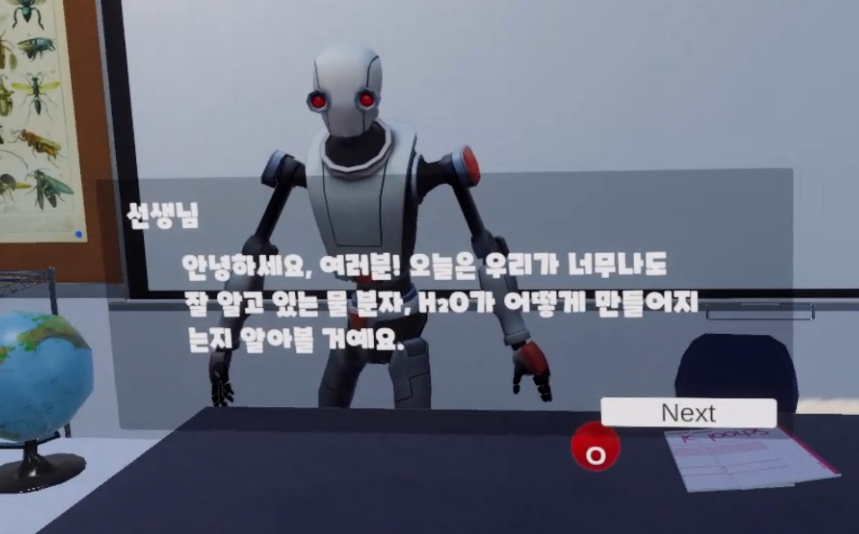 선생님
안녕하세요, 여러분! 오늘은 우리가 너무나도
잘 알고 있는 물 분자, H₂O가 어떻게 만들어지
는지 알아볼 거예요.
Next
O